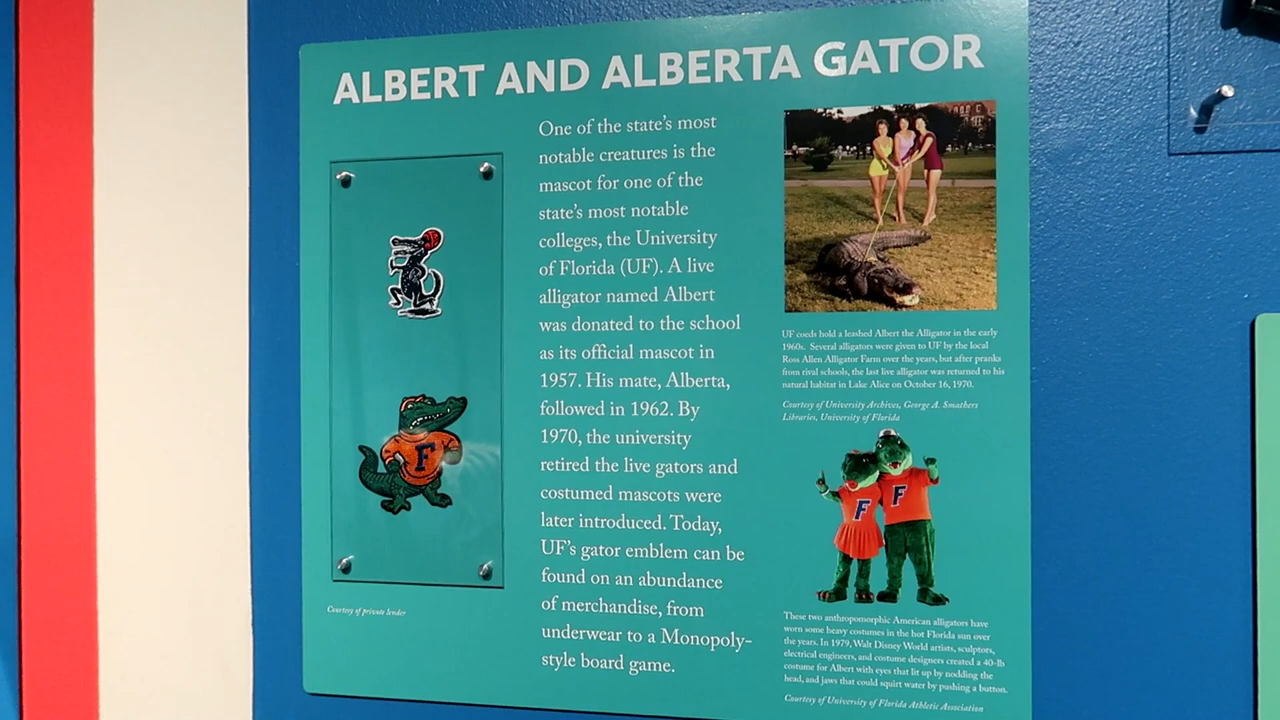 ALBERT AND ALBERTA GATOR
One of the state's most
notable creatures is the
mascot for one of the
state's most notable
colleges, the University
of Florida (UF). A live
alligator named Albert
was donated to the school
as its official mascot in
1957. His mate, Alberta,
followed in 1962. By
1970, the university
retired the live gators and
costumed mascots were
later introduced. Today,
UF's gator emblem can be
found on an abundance
of merchandise, from
underwear to a Monopoly-
style board game.
F
Courtesy of private lender
UF coeds hold a leashed Albert the Alligator in the early
1960s. Several alligators were given to UF by the local
Ross Allen Alligator Farm over the years, but after pranks
from rival schools, the last live alligator was returned to his
natural habitat in Lake Alice on October 16, 1970.
Courtesy of University Archives, George A. Smathers
Libraries, University of Florida
F
F
These two anthropomorphic American alligators have
worn some heavy costumes in the hot Florida sun over
the years. In 1979, Walt Disney World artists, sculptors,
electrical engineers, and costume designers created a 40-lb
costume for Albert with eyes that lit up by nodding the
head, and jaws that could squirt water by pushing a button.
Courtesy of University of Florida Athletic Association